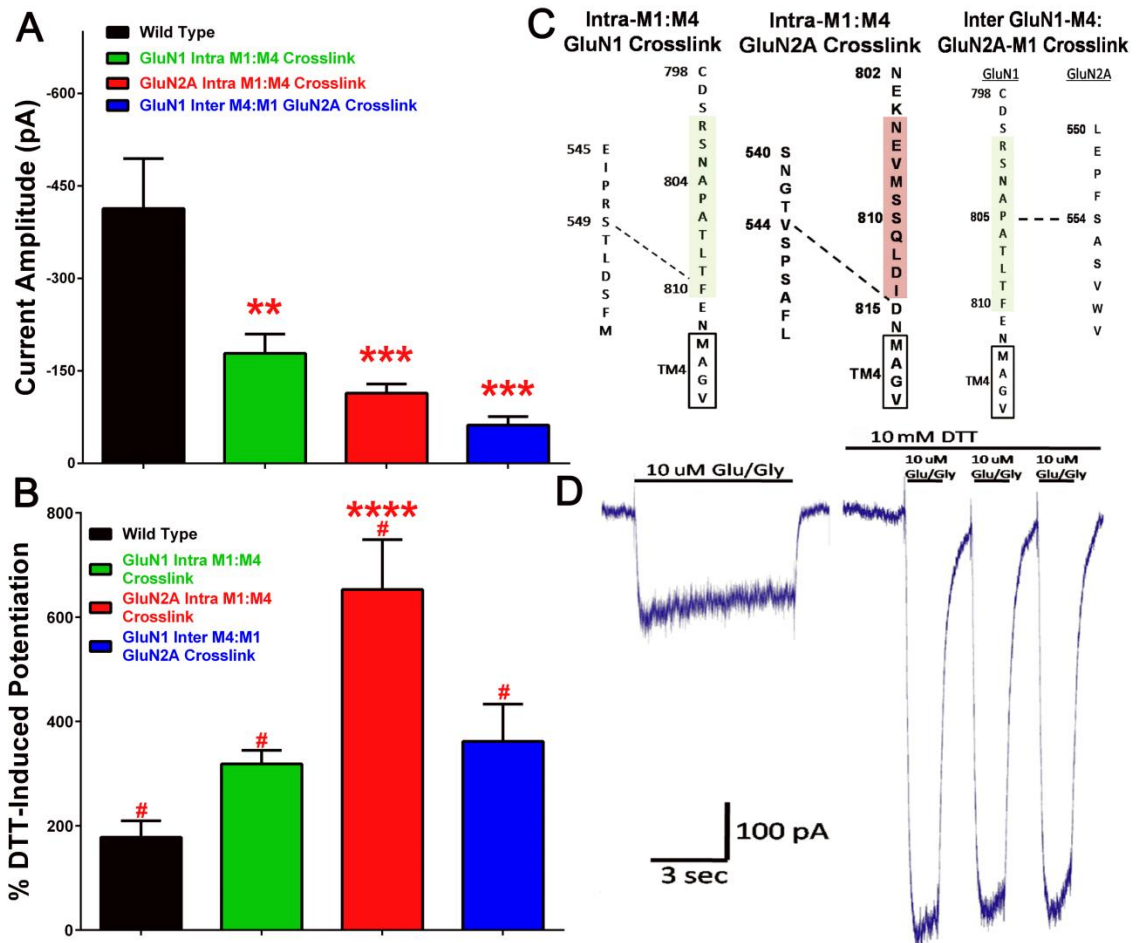 A
Current Amplitude (pA)
-600
-450
-300
-150
0
Wild Type
GluN1 Intra M1:M4 Crosslink
GluN2A Intra M1:M4 Crosslink
GluN1 Inter M4:M1 GluN2A Crosslink
**
***
***
B
% DTT-Induced Potentiation
800
600
400
200
0
Wild Type
GluN1 Intra M1:M4
Crosslink
GluN2A Intra M1:M4
Crosslink
GluN1 Inter M4:M1
GluN2A Crosslink
#
#
****
#
#
C
Intra-M1:M4
GluN1 Crosslink
545
549
E I P R S T L D S F M
798
804
810
C D S R S N A P A T L T F E N
TM4
M A G V
Intra-M1:M4
GluN2A Crosslink
540
544
S N G T V S P S A F L
802
810
815
N E K N E V M S S Q L D I D N
TM4
M A G V
Inter GluN1-M4:
GluN2A-M1 Crosslink
GluN1
GluN2A
798
805
810
C D S R S N A P A T L T F E N
TM4
M A G V
550
554
L E P F S A S V W V
D
10 uM Glu/Gly
10 mM DTT
10 uM
Glu/Gly
10 uM
Glu/Gly
10 uM
Glu/Gly
100 pA
3 sec